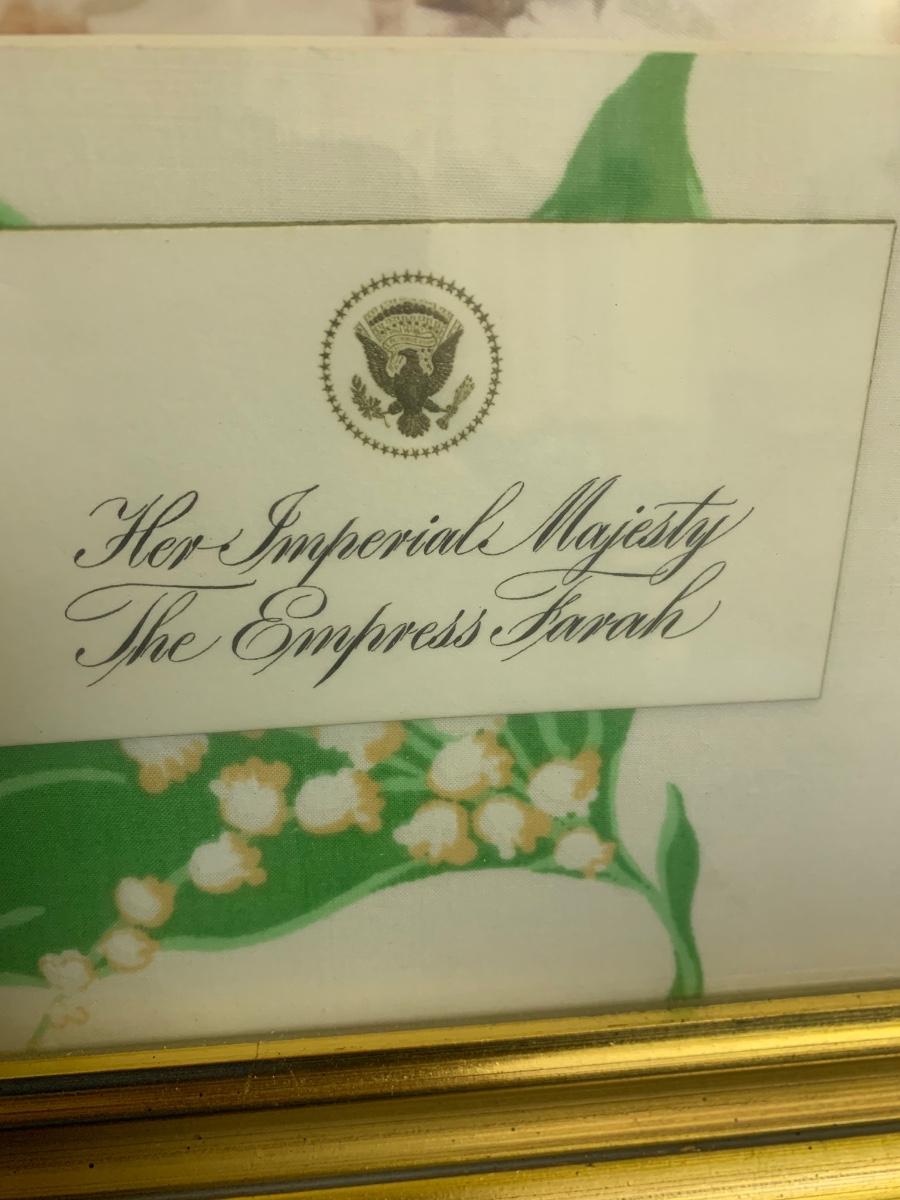 Her Imperial Majesty
The Empress Farah